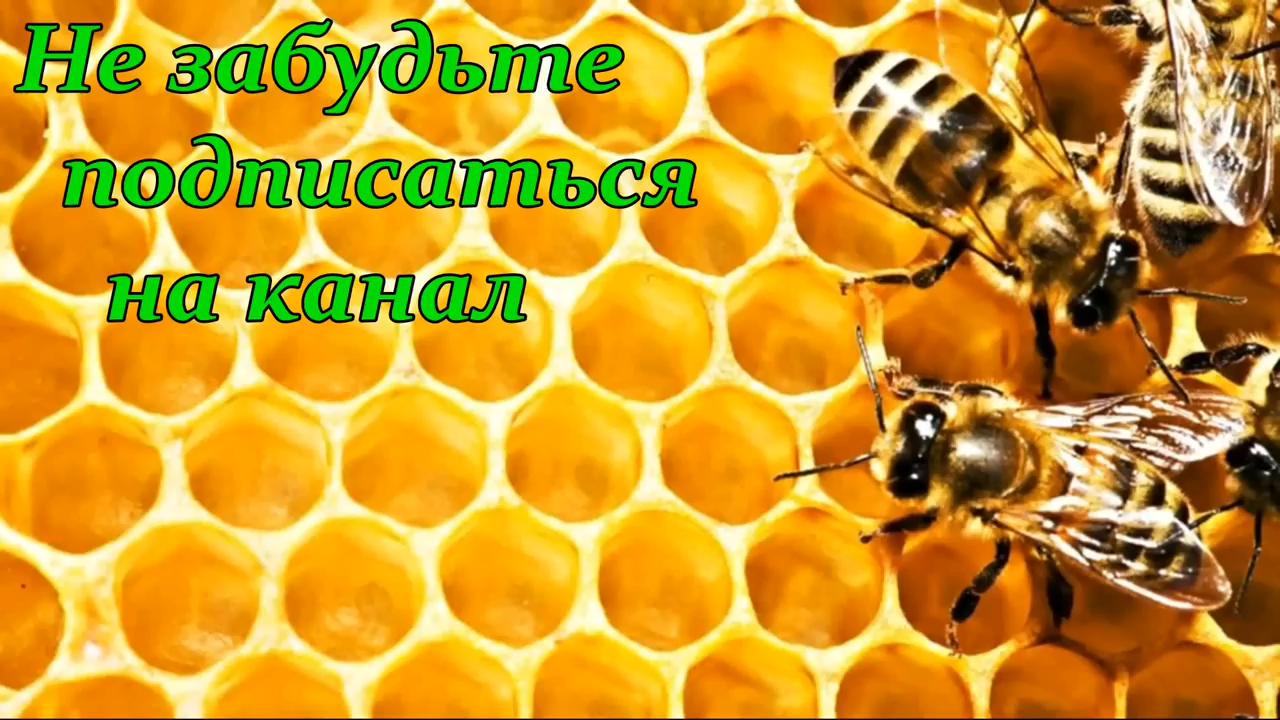 Не забудьте
подписаться
на канал